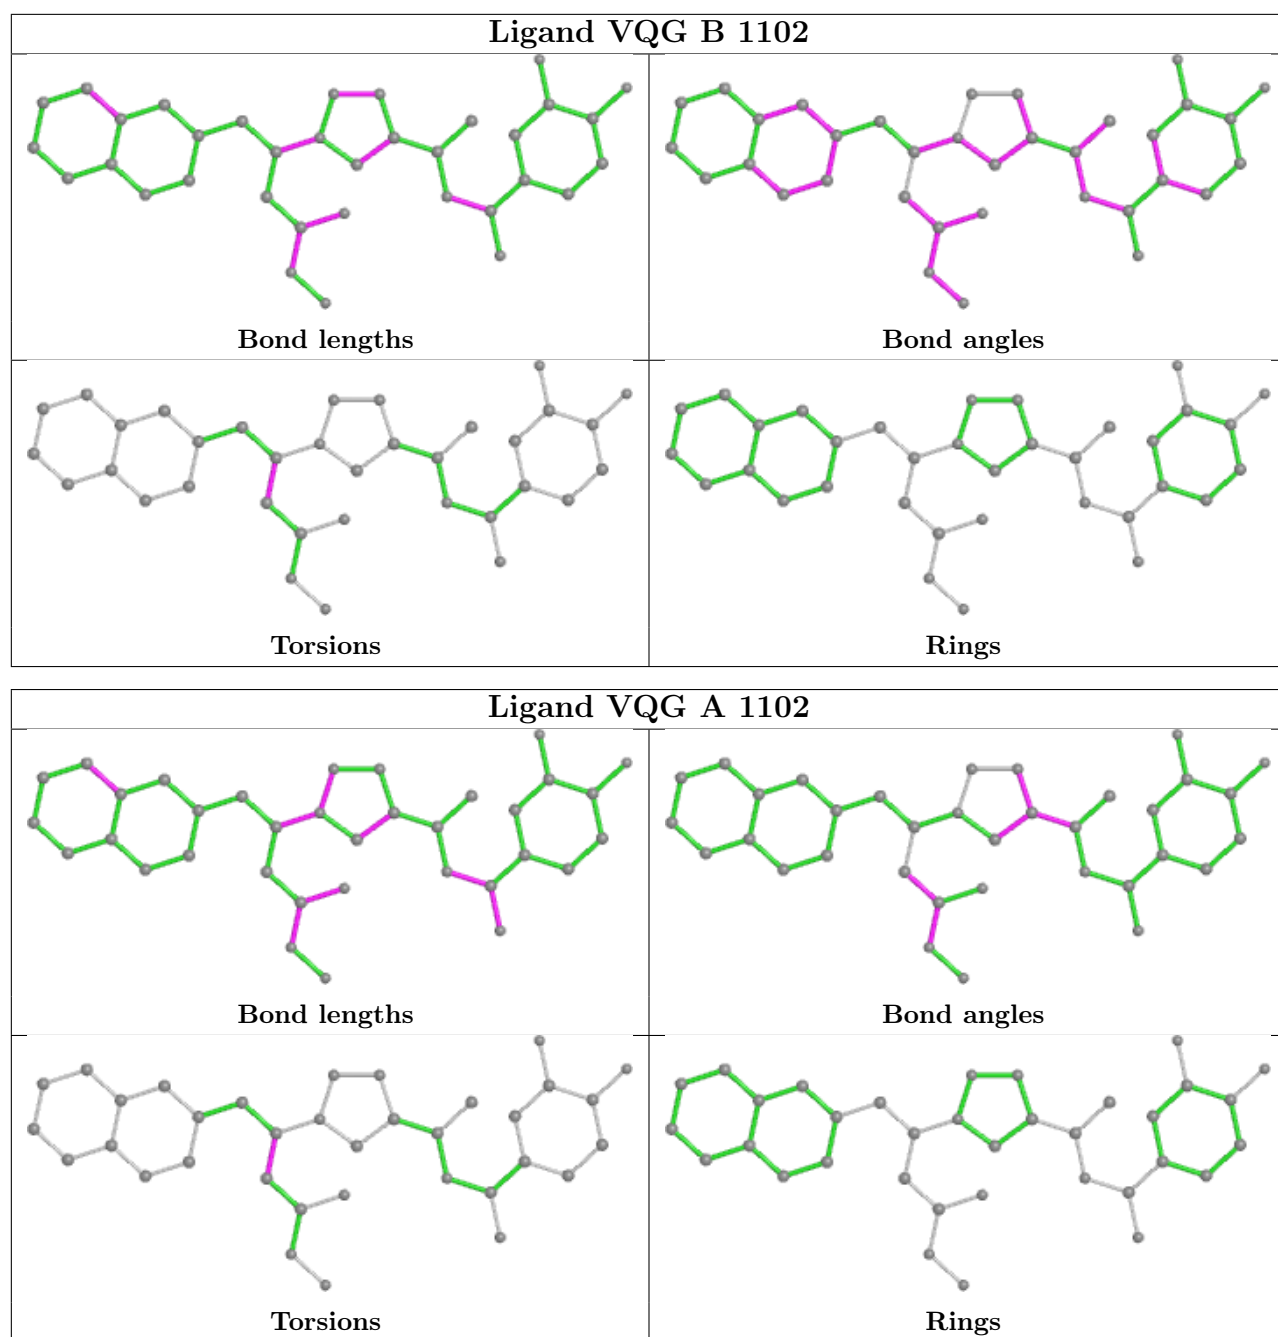 Ligand VQG B 1102
Bond lengths
Bond angles
Torsions
Rings
Ligand VQG A 1102
Bond lengths
Bond angles
Torsions
Rings